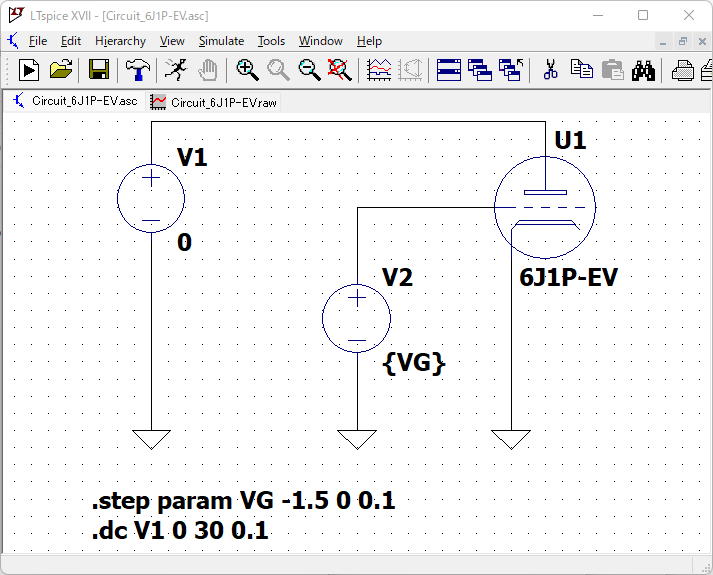 LTspice XVII - [Circuit_6J1P-EV.asc]
File Edit Hierarchy View Simulate Tools Window Help
Circuit_6J1P-EV.asc Circuit_6J1P-EV.raw
U1
V1
0
6J1P-EV
V2
{VG}
.step param VG -1.5 0 0.1
.dc V1 0 30 0.1